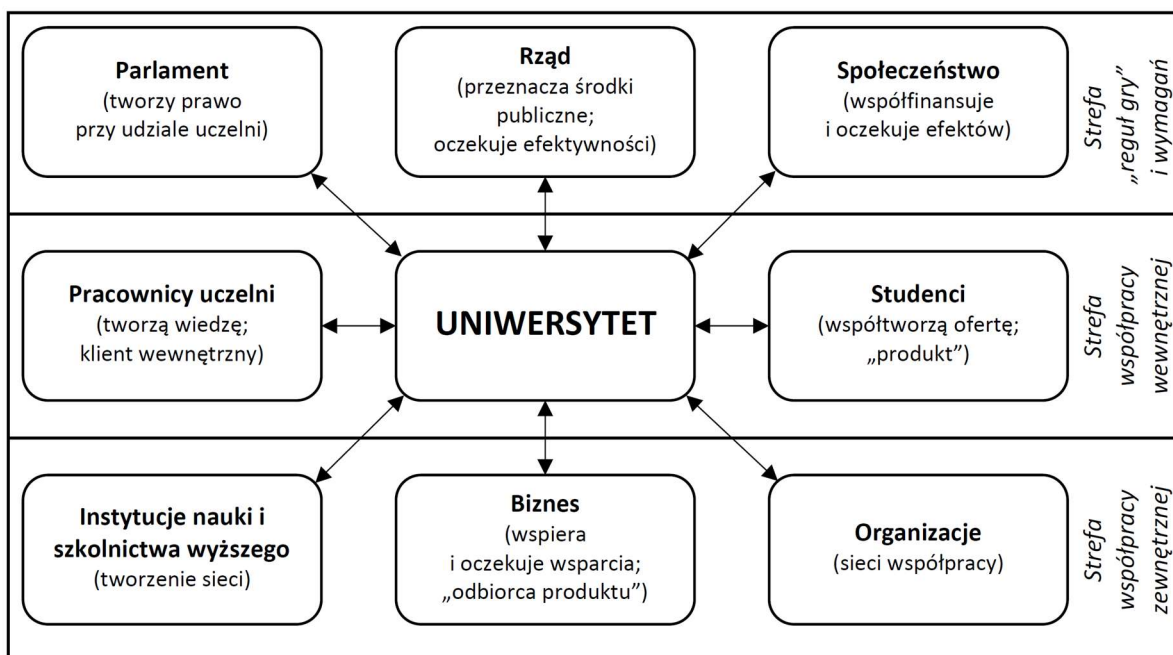 Parlament
(tworzy prawo
przy udziale uczelni)
Rząd
(przeznacza środki
publiczne;
oczekuje efektywności)
Społeczeństwo
(współfinansuje
i oczekuje efektów)
Strefa
„reguł gry”
i wymagań
Pracownicy uczelni
(tworzą wiedzę;
klient wewnętrzny)
UNIWERSYTET
Studenci
(współtworzą ofertę;
„produkt”)
Strefa
współpracy
wewnętrznej
Instytucje nauki i
szkolnictwa wyższego
(tworzenie sieci)
Biznes
(wspiera
i oczekuje wsparcia;
„odbiorca produktu”)
Organizacje
(sieci współpracy)
Strefa
współpracy
zewnętrznej